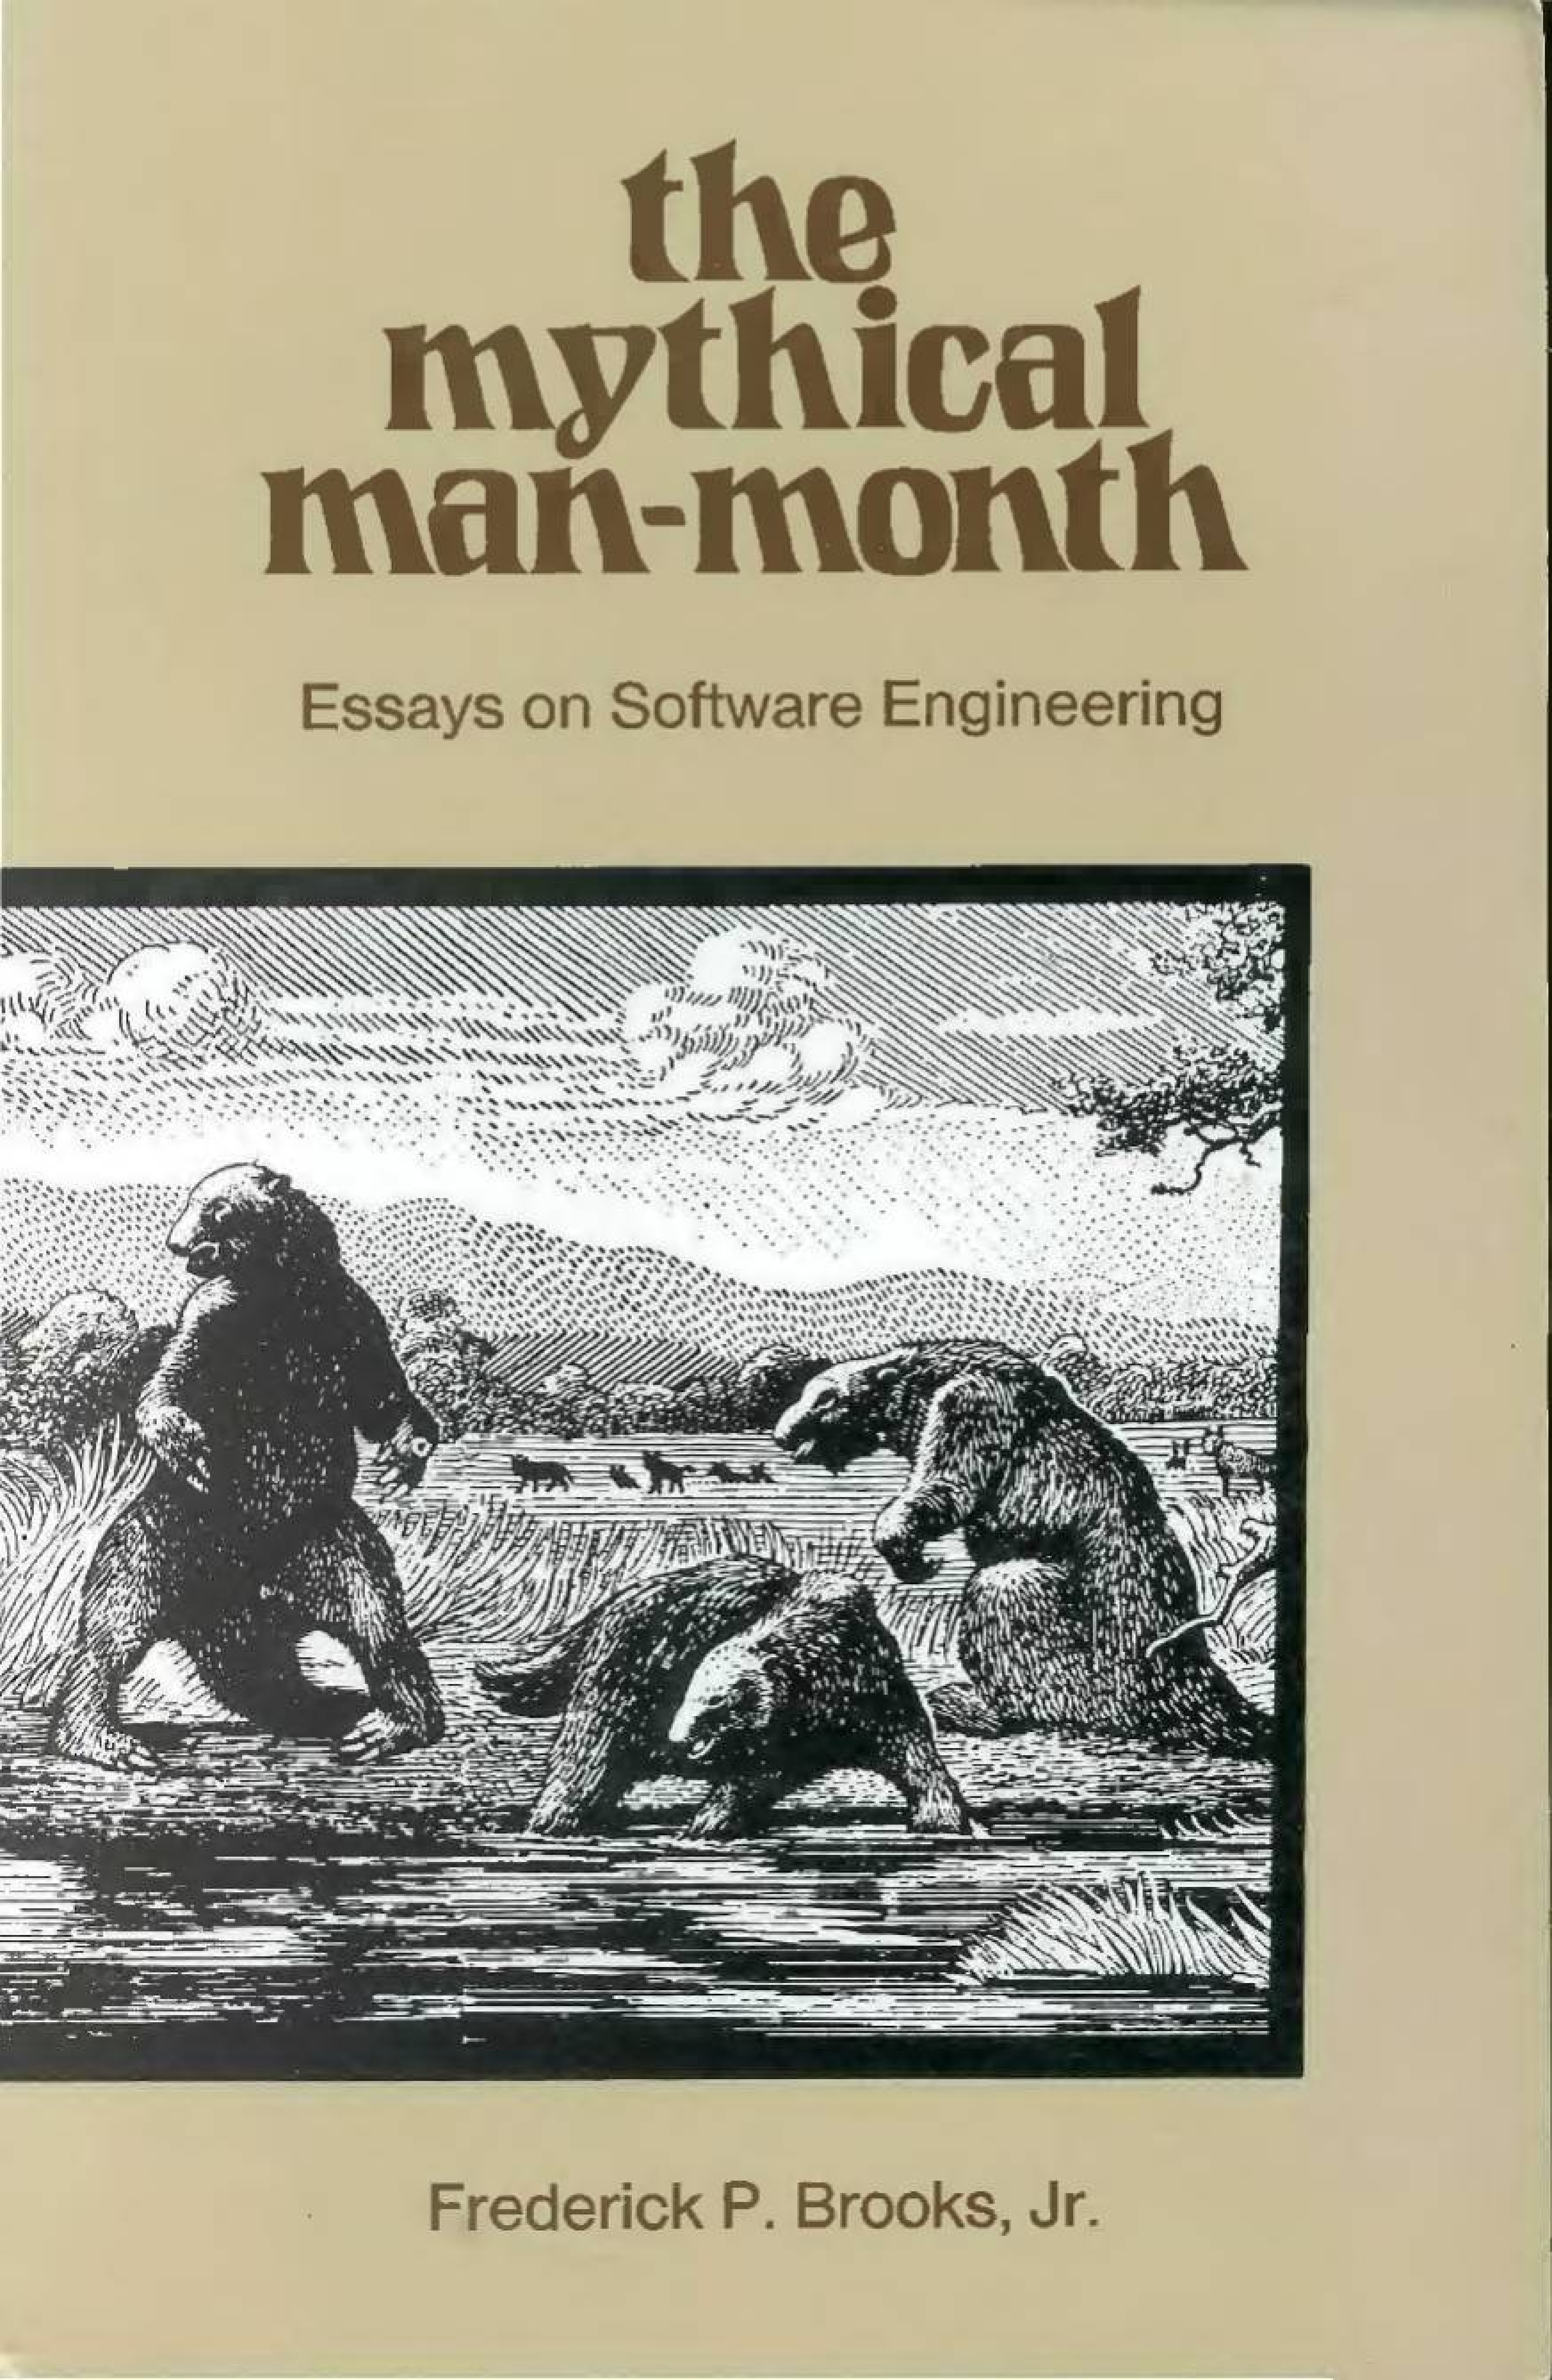 the
mythical
man-month
Essays on Software Engineering
Frederick P. Brooks, Jr.